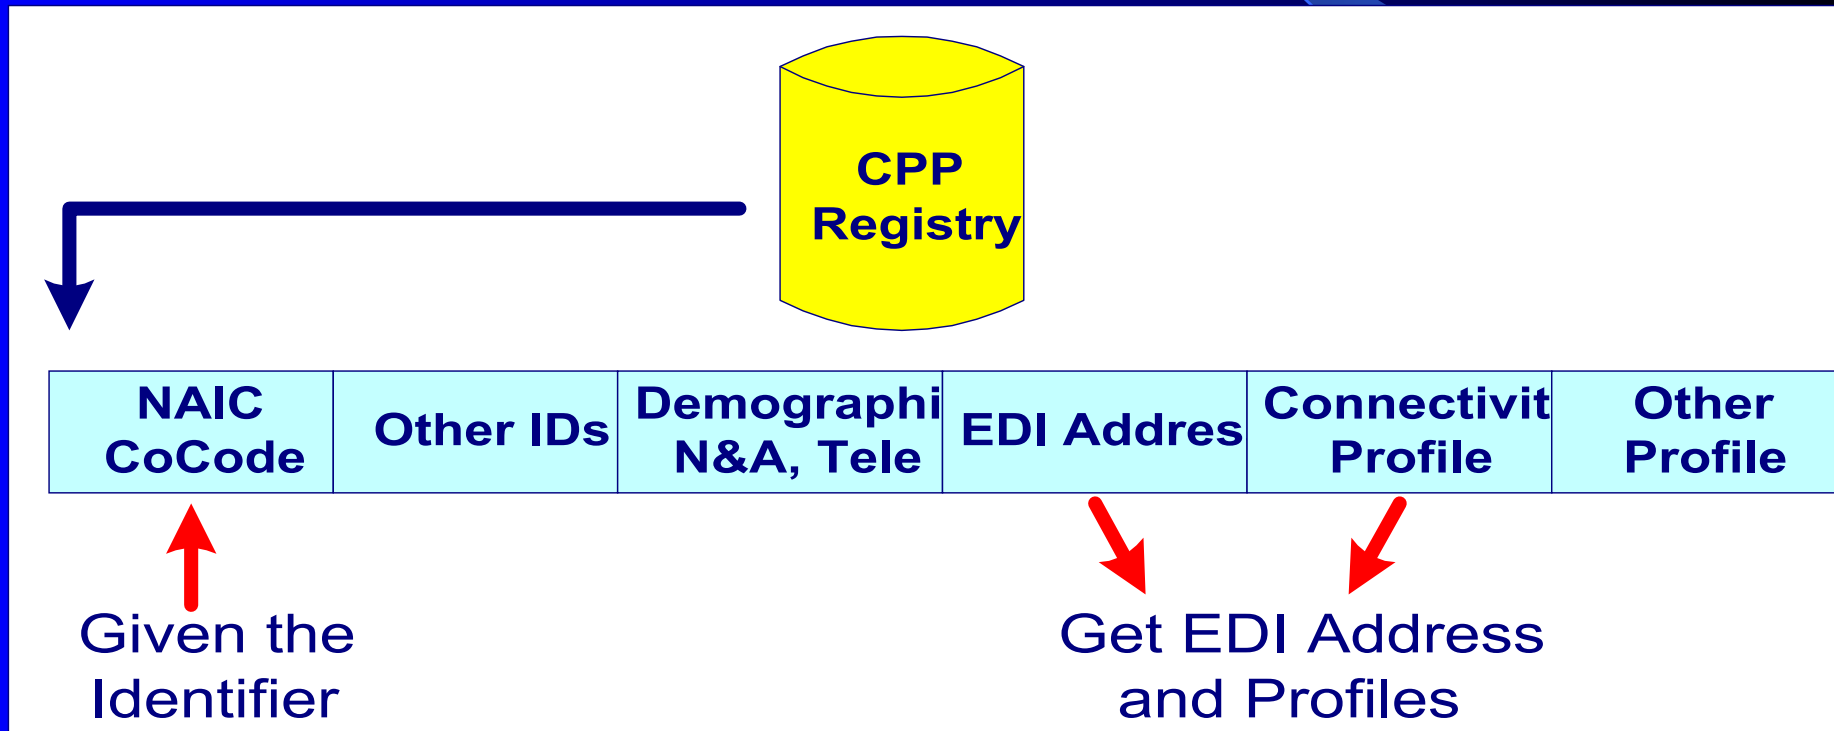 CPP
Registry
NAIC
CoCode
Other IDs
Demographi
N&A, Tele
EDI Addres
Connectivit
Profile
Other
Profile
Given the
Identifier
Get EDI Address
and Profiles